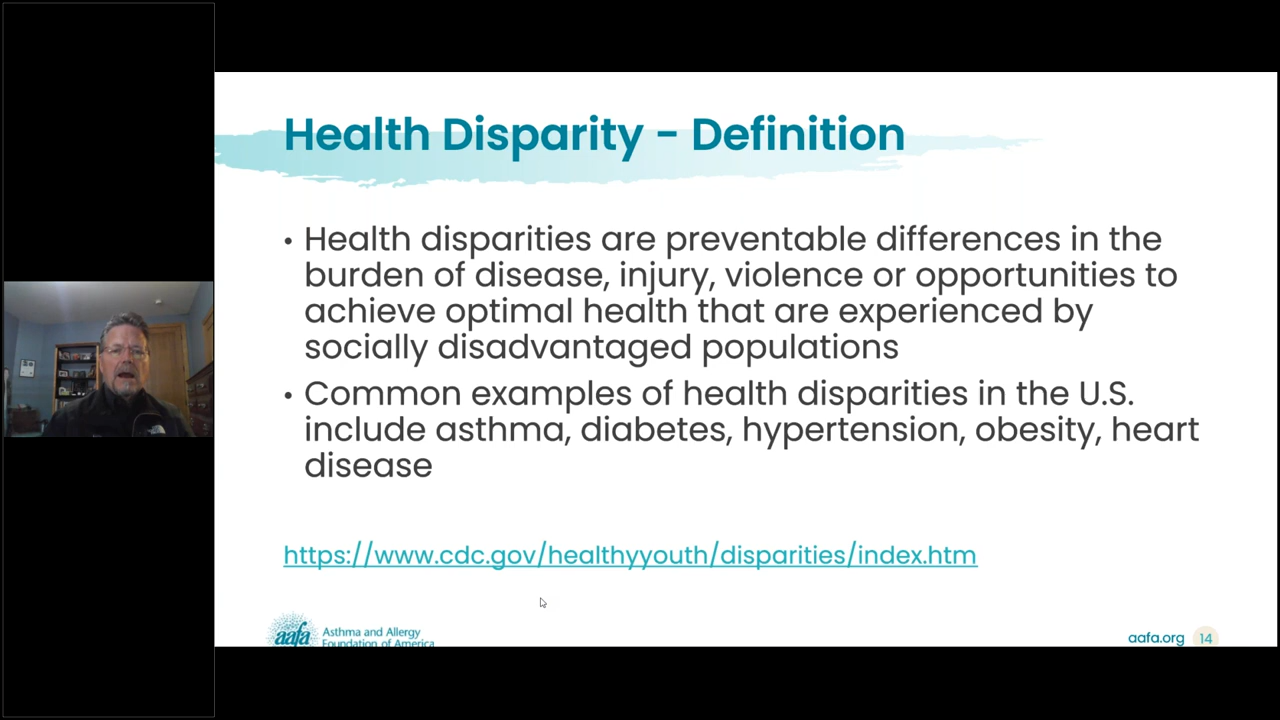 Health Disparity - Definition
• Health disparities are preventable differences in the
burden of disease, injury, violence or opportunities to
achieve optimal health that are experienced by
socially disadvantaged populations
• Common examples of health disparities in the U.S.
include asthma, diabetes, hypertension, obesity, heart
disease
https://www.cdc.gov/healthyyouth/disparities/index.htm
aafa Asthma and Allergy
Foundation of America
aafa.org 14